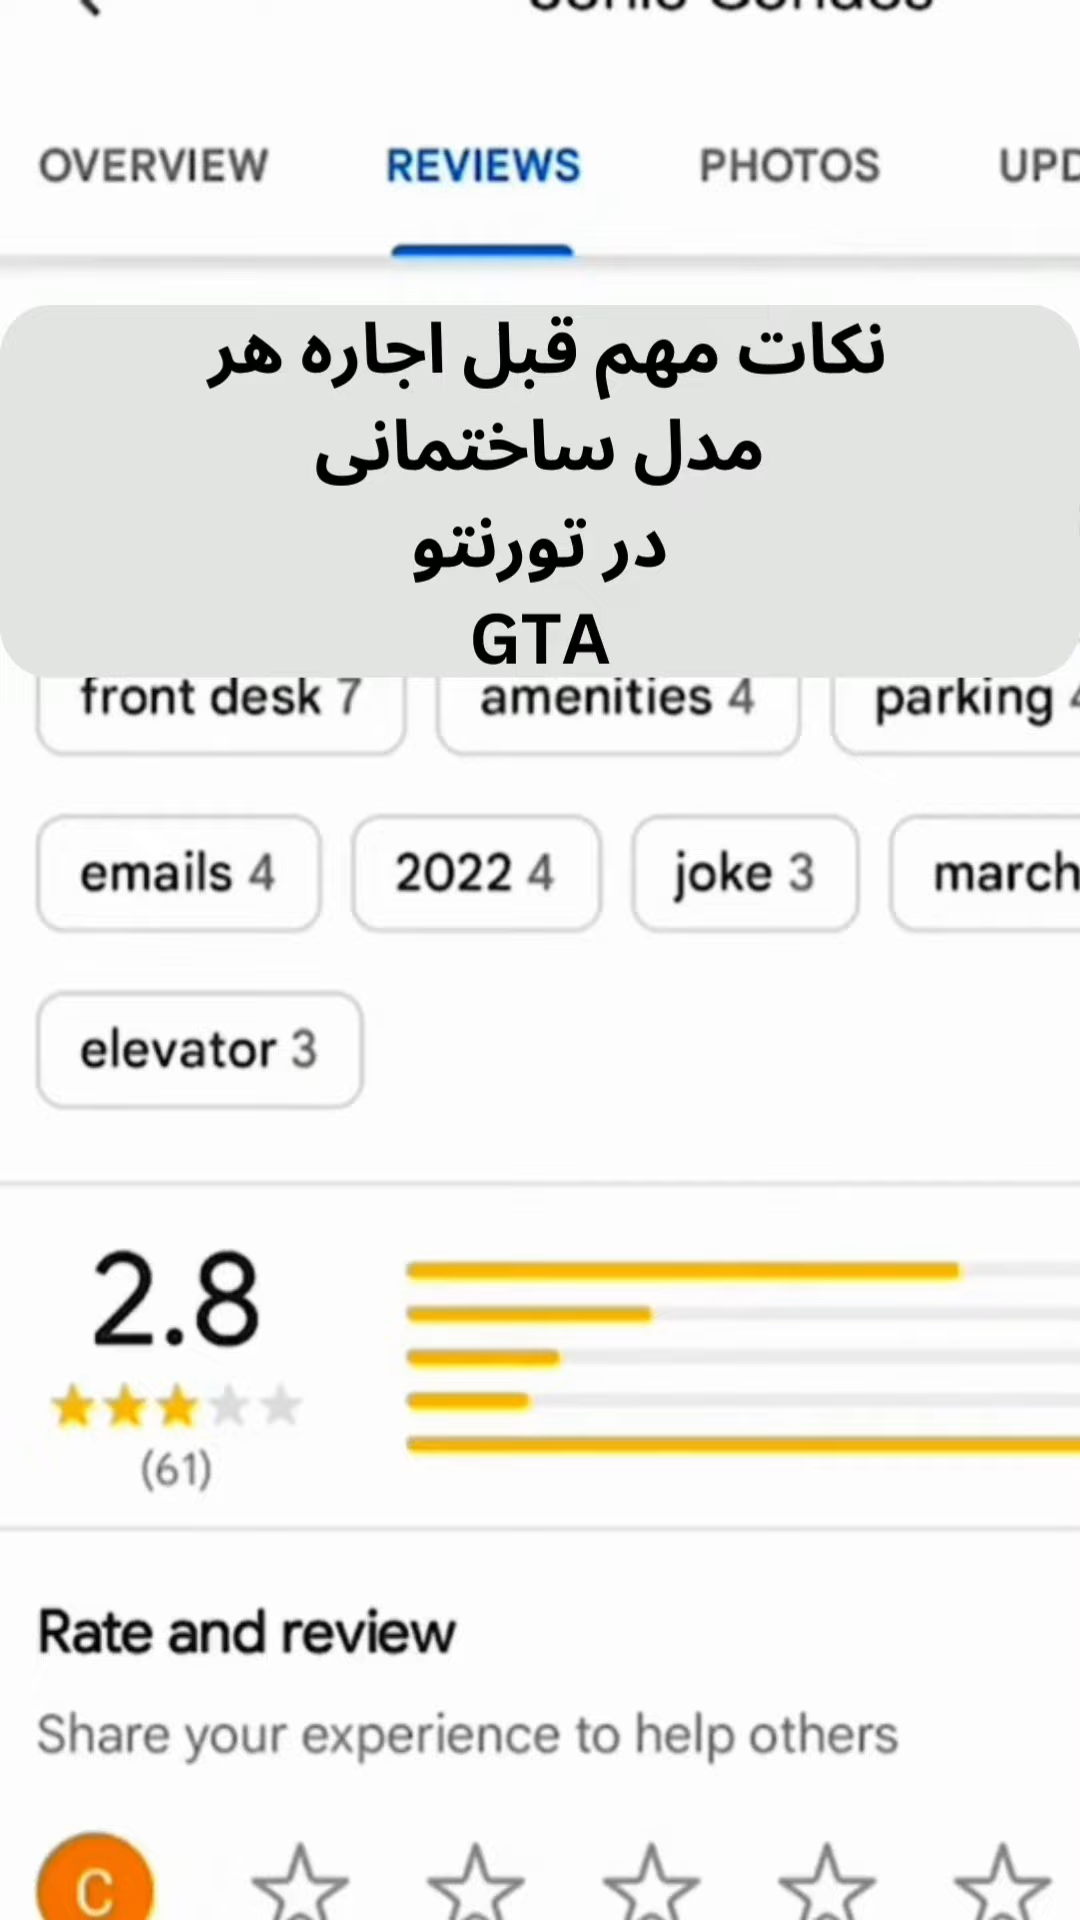 OVERVIEW REVIEWS PHOTOS
نکات مهم قبل اجاره هر
مدل ساختمانی
در تورنتو
GTA
front desk 7 amenities 4 parking
emails 4 2022 4 joke 3 march
elevator 3
2.8
(61)
Rate and review
Share your experience to help others
C